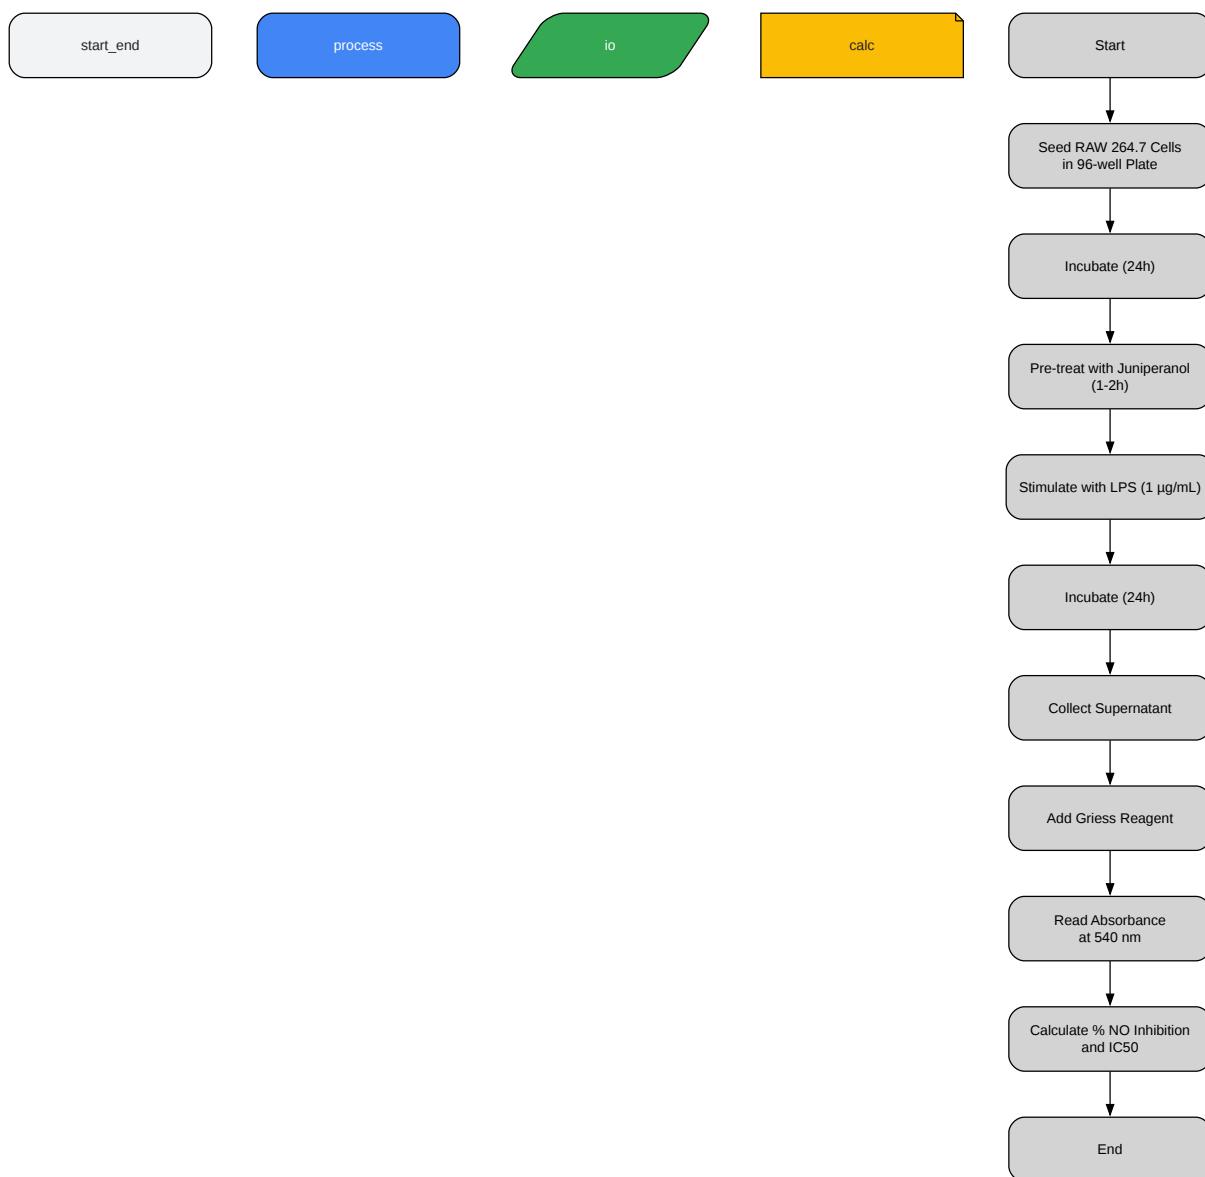 start_end
process
io
calc
Start
Seed RAW 264.7 Cells
in 96-well Plate
Incubate (24h)
Pre-treat with Juniperanol
(1-2h)
Stimulate with LPS (1 µg/mL)
Incubate (24h)
Collect Supernatant
Add Griess Reagent
Read Absorbance
at 540 nm
Calculate % NO Inhibition
and IC50
End